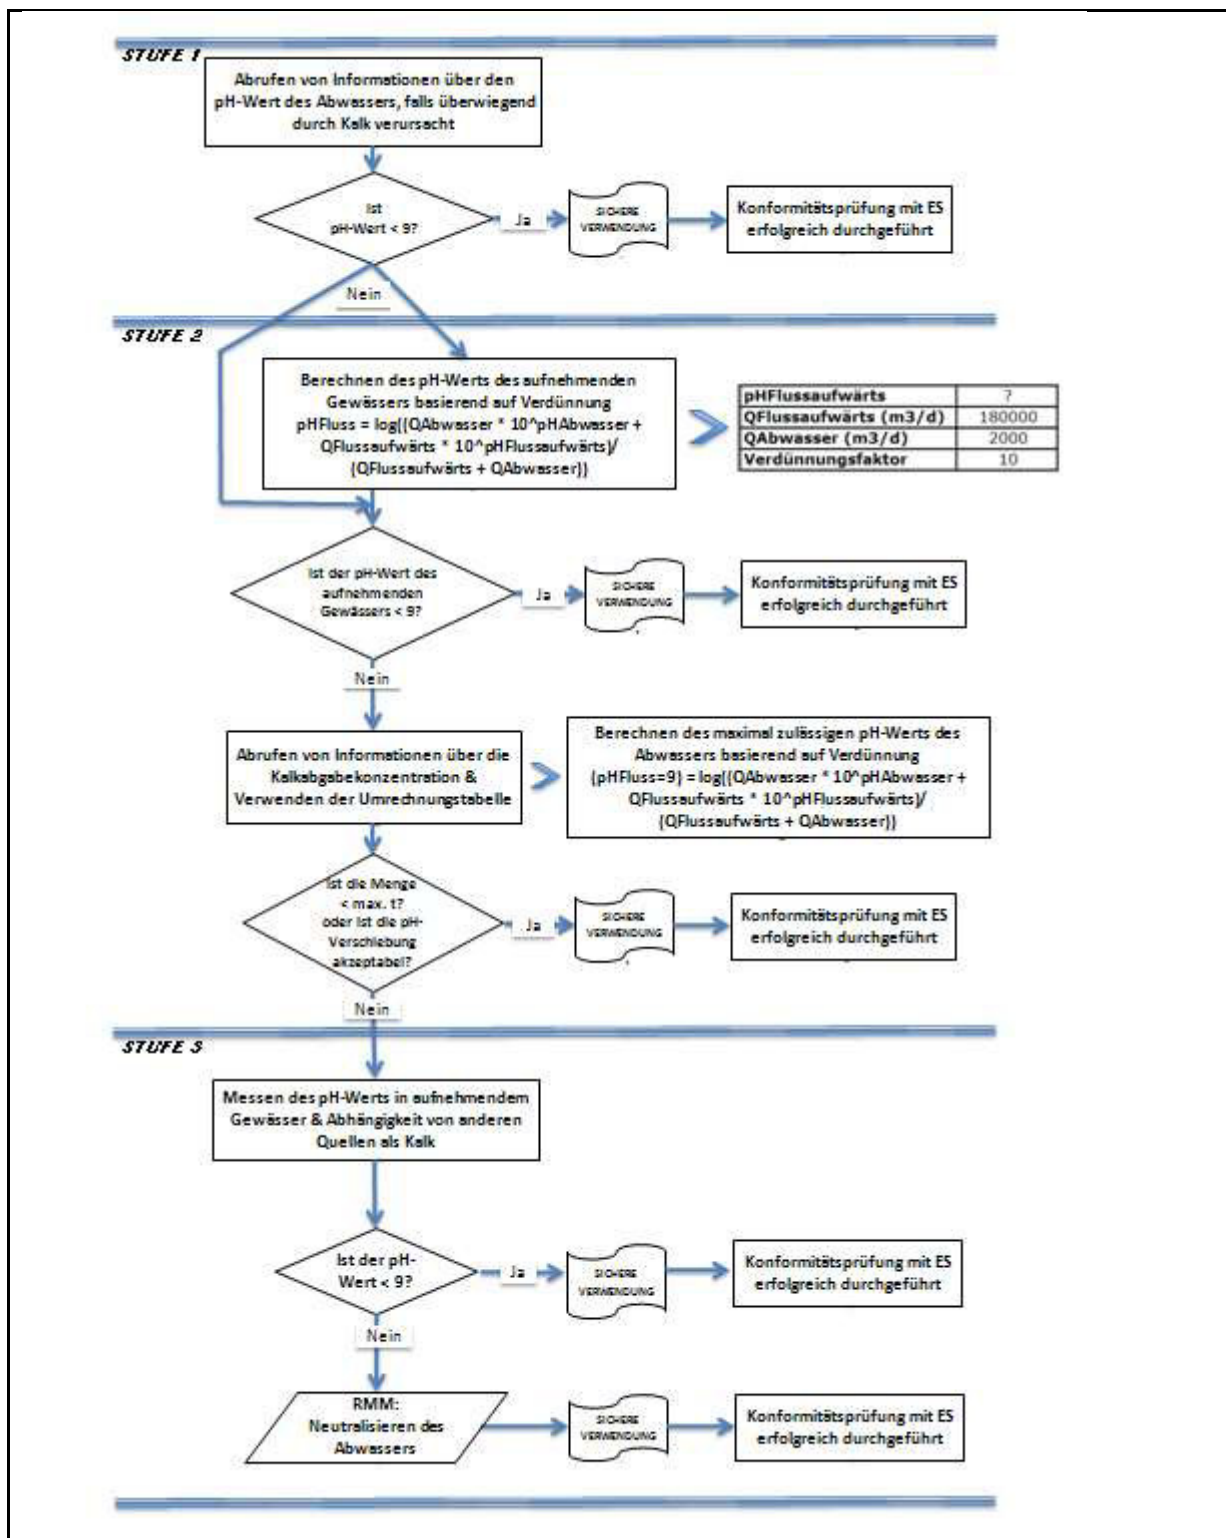 STUFE 1
Abrufen von Informationen über den
pH-Wert des Abwassers, falls überwiegend
durch Kalk verursacht
Ist
pH-Wert < 9?
Ja
SICHERE
VERWENDUNG
Konformitätsprüfung mit ES
erfolgreich durchgeführt
Nein
STUFE 2
Berechnen des pH-Werts des aufnehmenden
Gewässers basierend auf Verdünnung
pHFluss = log((QAbwasser * 10^pHAbwasser +
QFlussaufwärts * 10^pHFlussaufwärts)/
(QFlussaufwärts + QAbwasser))
pHFlussaufwärts ?
QFlussaufwärts (m3/d) 180000
QAbwasser (m3/d) 2000
Verdünnungsfaktor 10
Ist der pH-Wert des
aufnehmenden
Gewässers < 9?
Ja
SICHERE
VERWENDUNG
Konformitätsprüfung mit ES
erfolgreich durchgeführt
Nein
Abrufen von Informationen über die
Kalkabgabekonzentration &
Verwenden der Umrechnungstabelle
Berechnen des maximal zulässigen pH-Werts des
Abwassers basierend auf Verdünnung
(pHFluss=9) = log((QAbwasser * 10^pHAbwasser +
QFlussaufwärts * 10^pHFlussaufwärts)/
(QFlussaufwärts + QAbwasser))
Ist die Menge
< max. t?
oder ist die pH-
Verschiebung
akzeptabel?
Ja
SICHERE
VERWENDUNG
Konformitätsprüfung mit ES
erfolgreich durchgeführt
Nein
STUFE 3
Messen des pH-Werts in aufnehmendem
Gewässer & Abhängigkeit von anderen
Quellen als Kalk
Ist der pH-
Wert < 9?
Ja
SICHERE
VERWENDUNG
Konformitätsprüfung mit ES
erfolgreich durchgeführt
Nein
RMM:
Neutralisieren des
Abwassers
SICHERE
VERWENDUNG
Konformitätsprüfung mit ES
erfolgreich durchgeführt